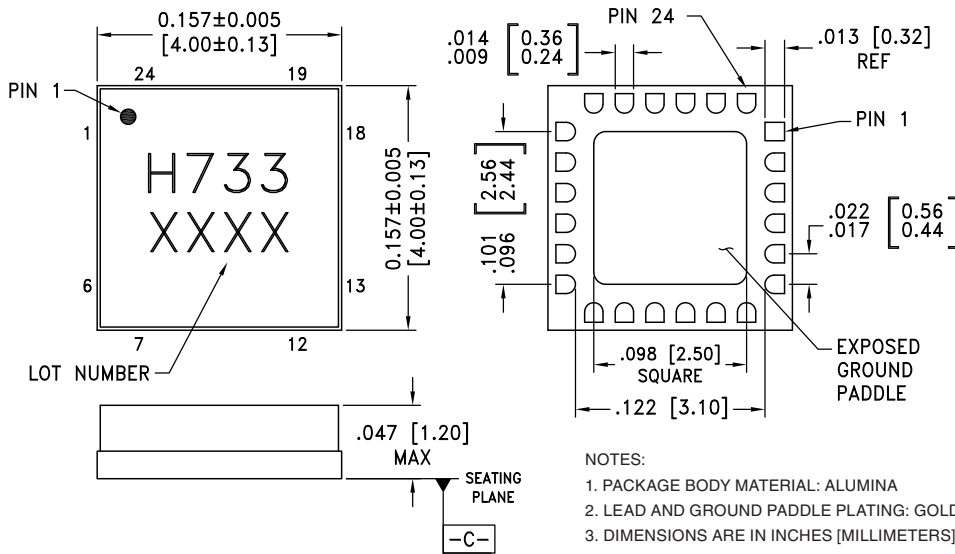 0.157±0.005
[4.00±0.13]
24
19
PIN 1
1
18
H733
XXXX
0.157±0.005
[4.00±0.13]
6
13
7
12
LOT NUMBER
PIN 24
.014
.009
[0.36
0.24]
.013 [0.32]
REF
PIN 1
[2.56
2.44]
.101
.096
.022
.017
[0.56
0.44]
.098 [2.50]
SQUARE
.122 [3.10]
EXPOSED
GROUND
PADDLE
.047 [1.20]
MAX
SEATING
PLANE
-C-
NOTES:
1. PACKAGE BODY MATERIAL: ALUMINA
2. LEAD AND GROUND PADDLE PLATING: GOLD
3. DIMENSIONS ARE IN INCHES [MILLIMETERS]